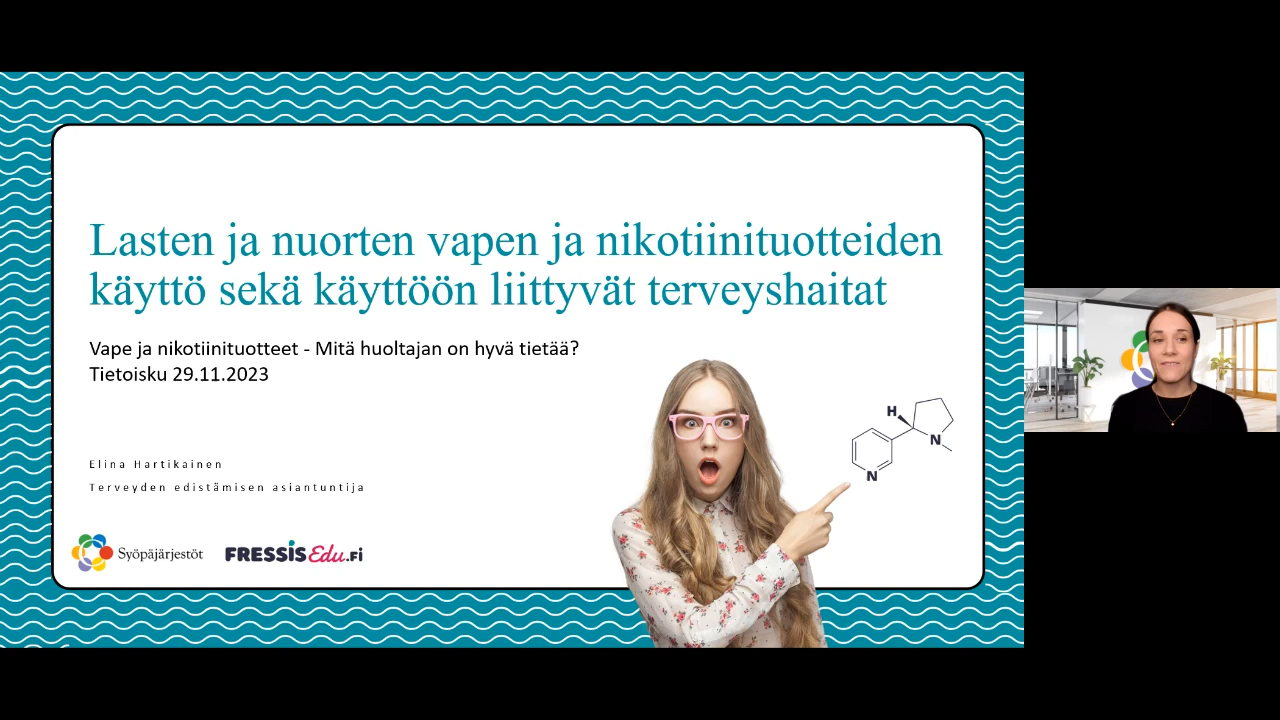 Lasten ja nuorten vapen ja nikotiinituotteiden
käyttö sekä käyttöön liittyvät terveyshaitat
Vape ja nikotiinituotteet - Mitä huoltajan on hyvä tietää?
Tietoisku 29.11.2023
Elina Hartikainen
Terveyden edistämisen asiantuntija
Syöpäjärjestöt
FRESSIS Edu.FI
H
N
N